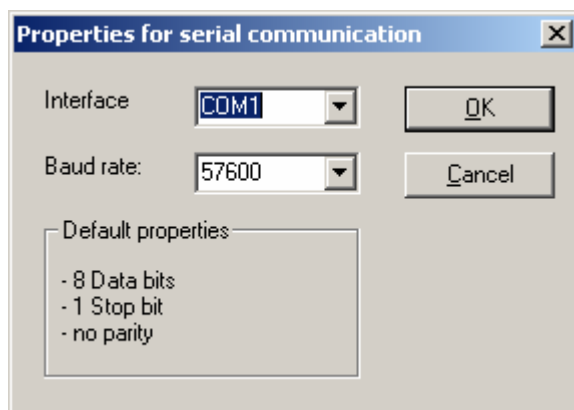 Properties for serial communication
Interface
COM1
OK
Baud rate:
57600
Cancel
Default properties
- 8 Data bits
- 1 Stop bit
- no parity